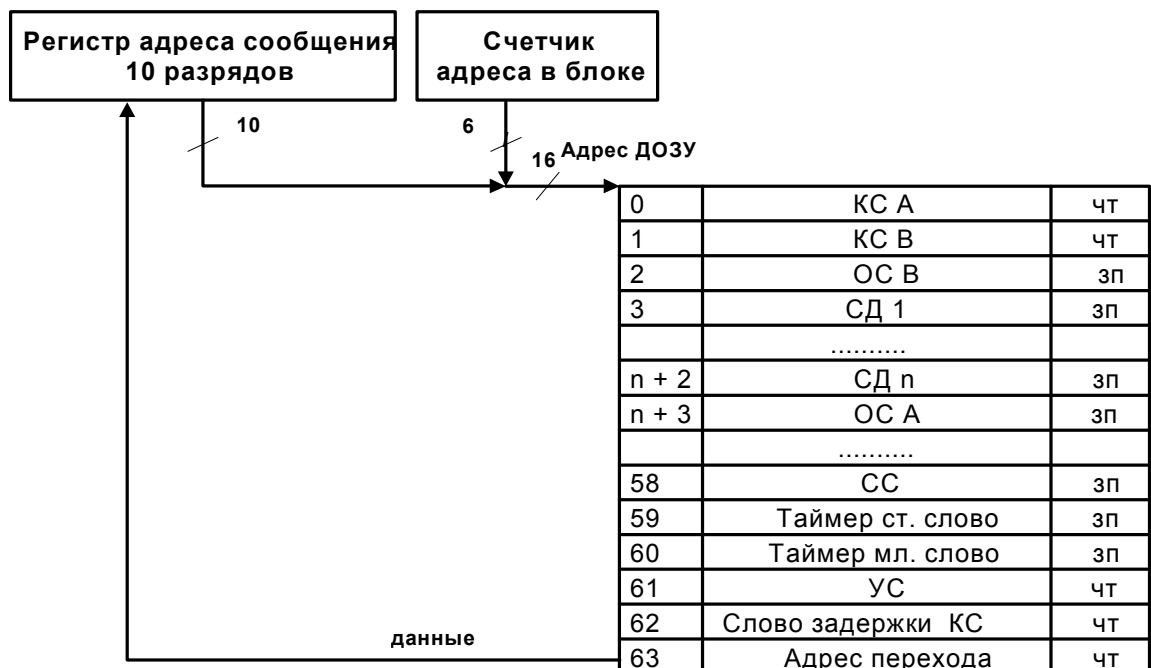 Регистр адреса сообщения
10 разрядов
Счетчик
адреса в блоке
10
6
16 Адрес ДОЗУ
0 КС А чт
1 КС В чт
2 ОС В зп
3 СД 1 зп
..........
n + 2 СД n зп
n + 3 ОС А зп
..........
58 СС зп
59 Таймер ст. слово зп
60 Таймер мл. слово зп
61 УС чт
62 Слово задержки КС чт
63 Адрес перехода чт
данные